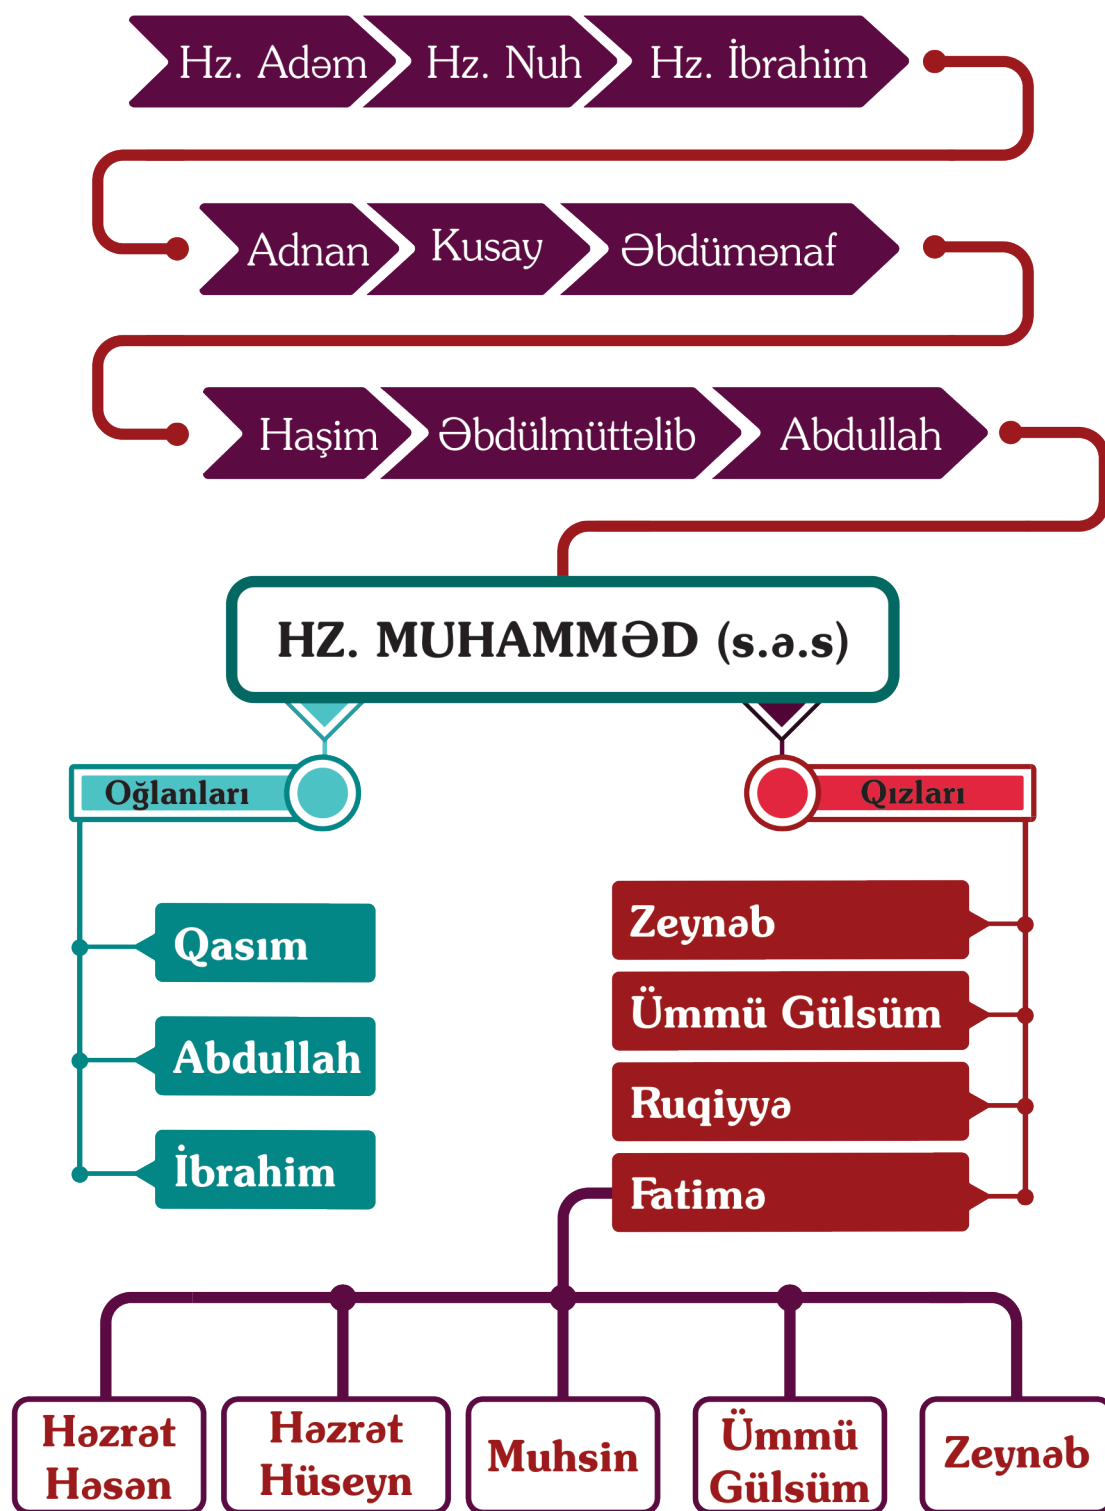 Hz. Adəm Hz. Nuh Hz. İbrahim
Adnan Kusay Əbdümənaf
Haşim Əbdülmüttəlib Abdullah
HZ. MUHAMMƏD (s.ə.s)
Oğlanları
Qasım
Abdullah
İbrahim
Qızları
Zeynəb
Ümmü Gülsüm
Ruqiyyə
Fatimə
Həzrət
Həsən
Həzrət
Hüseyn
Muhsin
Ümmü
Gülsüm
Zeynəb